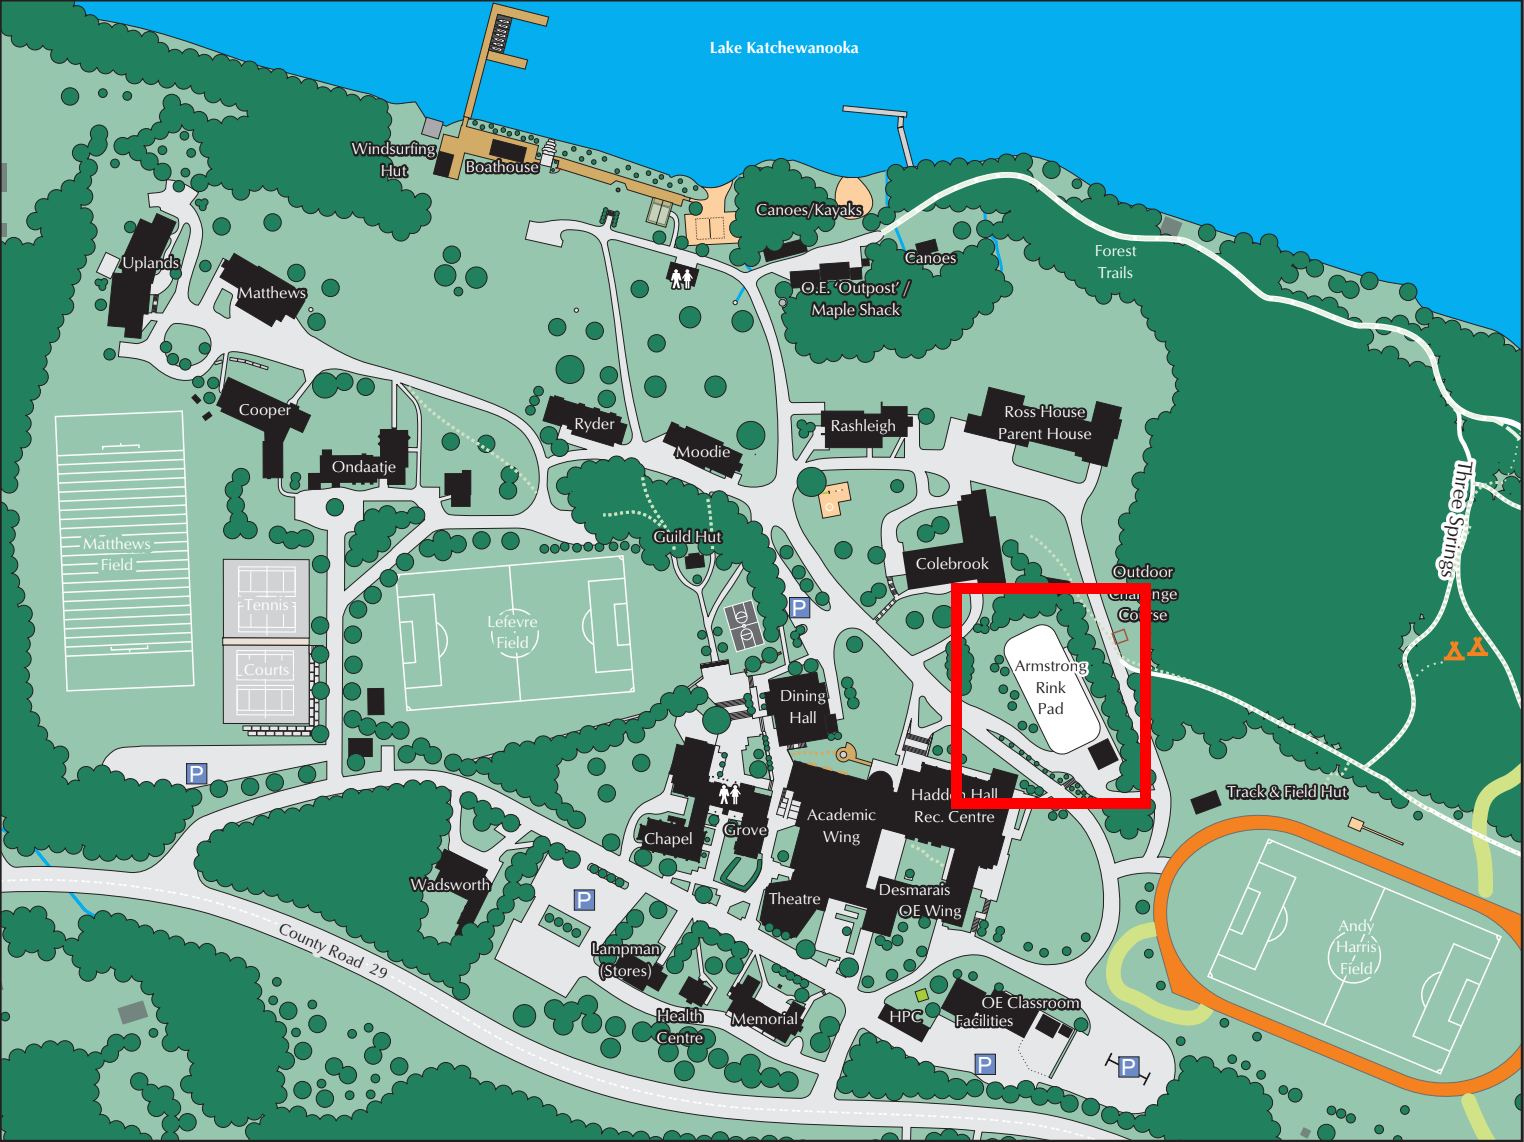 Lake Katchewanooka
Windsurfing
Hut
Boathouse
Canoes/Kayaks
Canoes
Forest
Trails
Uplands
Matthews
O.E. 'Outpost' /
Maple Shack
Cooper
Ryder
Moodie
Rashleigh
Ross House
Parent House
Ondaatje
Three Springs
Matthews
Field
Guild Hut
Colebrook
Outdoor
Challenge
Course
Tennis
Courts
Lefevre
Field
P
Armstrong
Rink
Pad
Dining
Hall
P
Track & Field Hut
Hadden Hall
Rec. Centre
Academic
Wing
Chapel
Grove
Wadsworth
P
Theatre
Desmarais
OE Wing
Andy
Harris
Field
County Road 29
Lampman
(Stores)
Health
Centre
Memorial
HPC
OE Classroom
Facilities
P
P